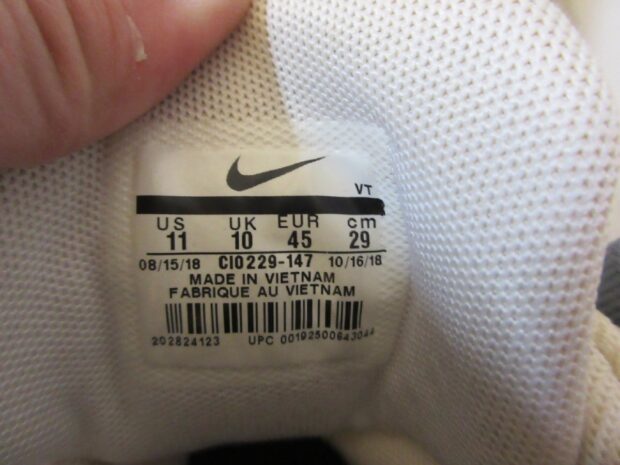 VT
US UK EUR cm
11 10 45 29
08/15/18 CI0229-147 10/16/18
MADE IN VIETNAM
FABRIQUE AU VIETNAM
202824123 UPC 00192500643044